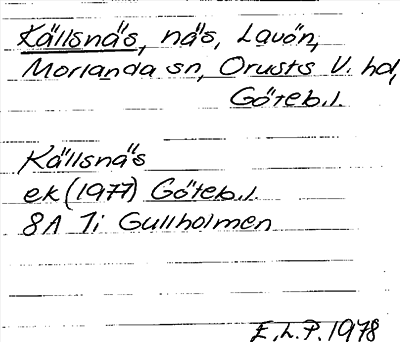 Källsnäs, näs, Lavön,
Morlanda sn, Orusts V. hd,
Göteb.l.
Källsnäs
ek (1977) Göteb.l.
8A 7i Gullholmen
E.L.P. 1978